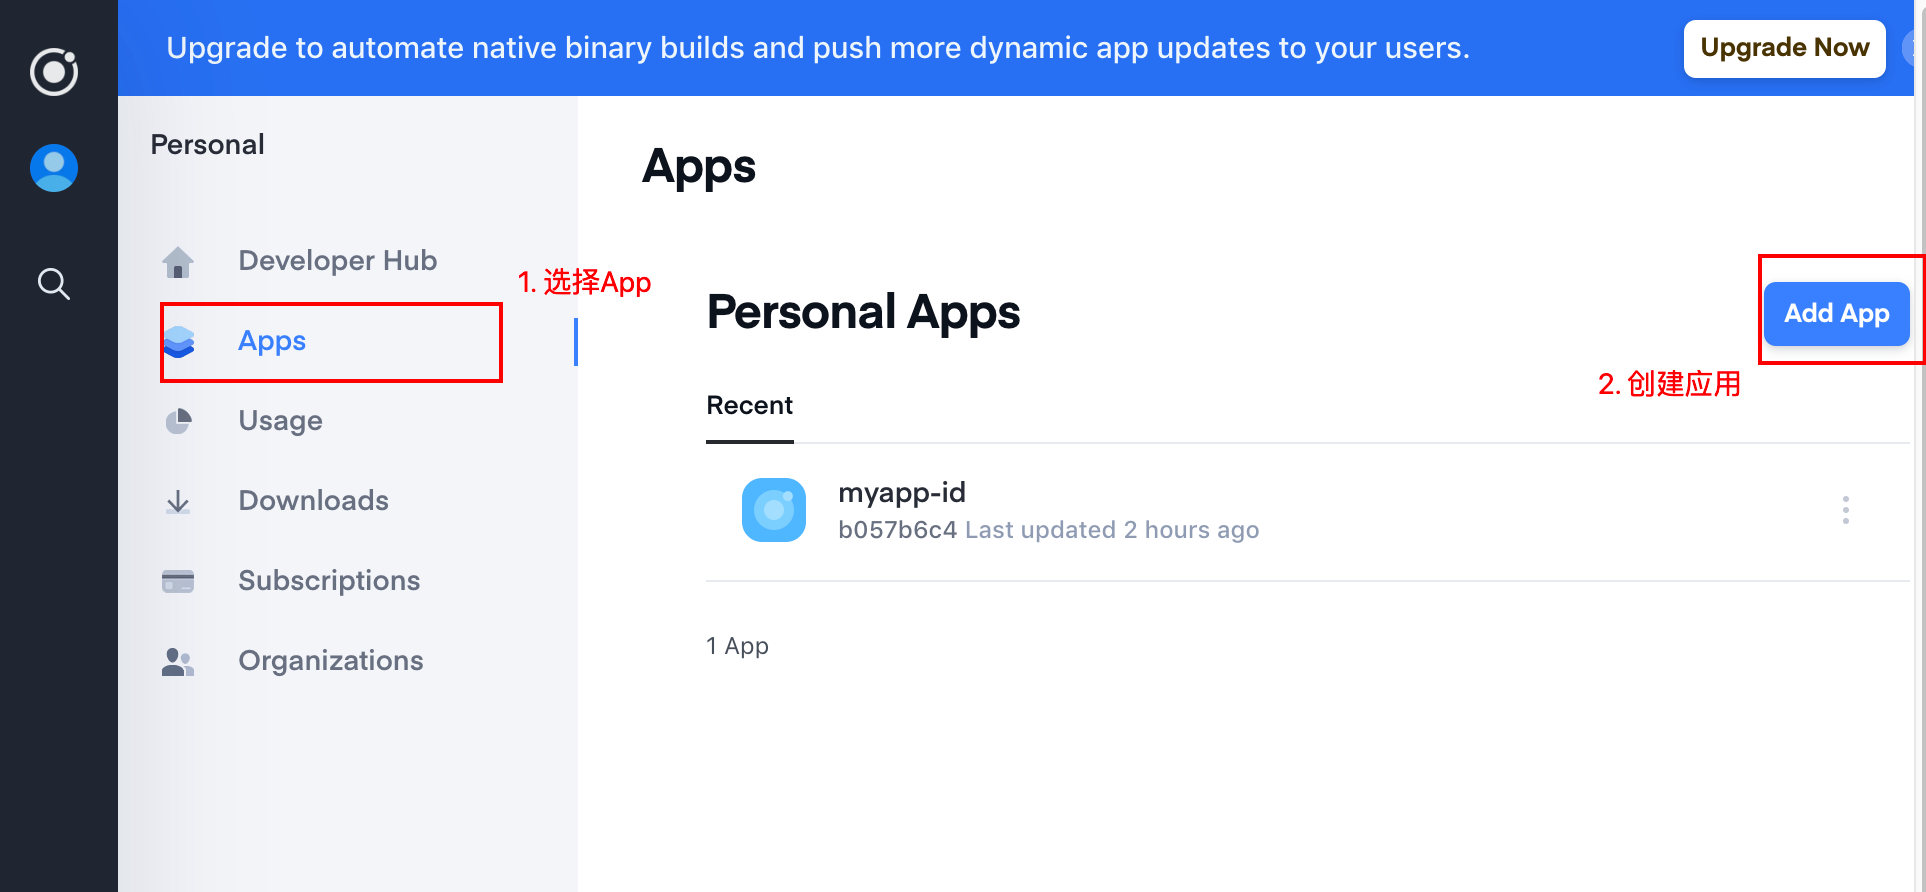 Upgrade to automate native binary builds and push more dynamic app updates to your users.
Upgrade Now
Personal
Developer Hub
Apps
Usage
Downloads
Subscriptions
Organizations
1. 选择App
Apps
Personal Apps
Add App
2. 创建应用
Recent
myapp-id
b057b6c4 Last updated 2 hours ago
1 App